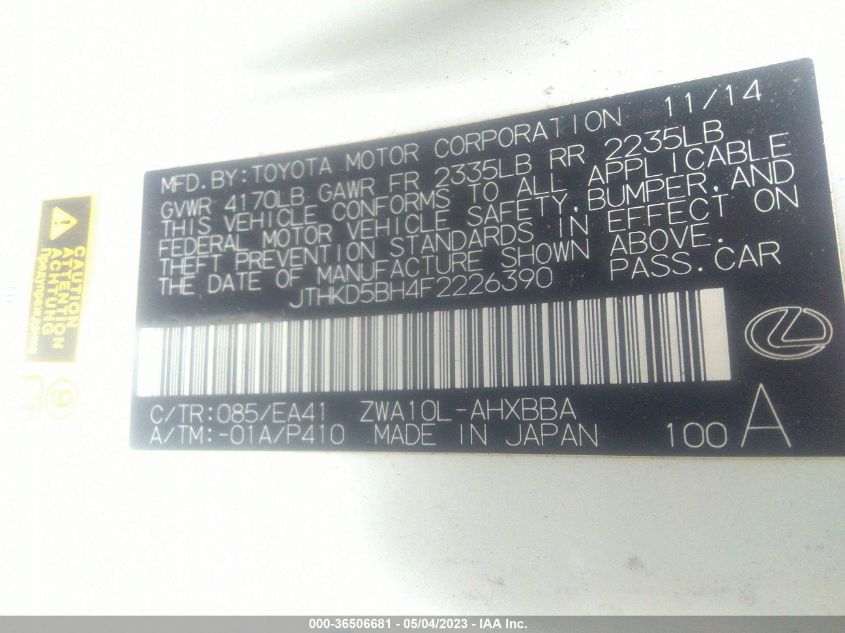 MFD. BY: TOYOTA MOTOR CORPORATION 11/14
GVWR 4170LB GAWR FR 2335LB RR 2235LB
THIS VEHICLE CONFORMS TO ALL APPLICABLE
FEDERAL MOTOR VEHICLE SAFETY, BUMPER, AND
THEFT PREVENTION STANDARDS IN EFFECT ON
THE DATE OF MANUFACTURE SHOWN ABOVE.
JTHKD5BH4F2226390 PASS. CAR
C/TR: 085/EA41 ZWA10L-AHXBBA
A/TM: -01A/P410 MADE IN JAPAN 100 A
CAUTION
ATTENTION
ACHTUNG
Предупреждение
9
000-36506681 - 05/04/2023 - IAA Inc.